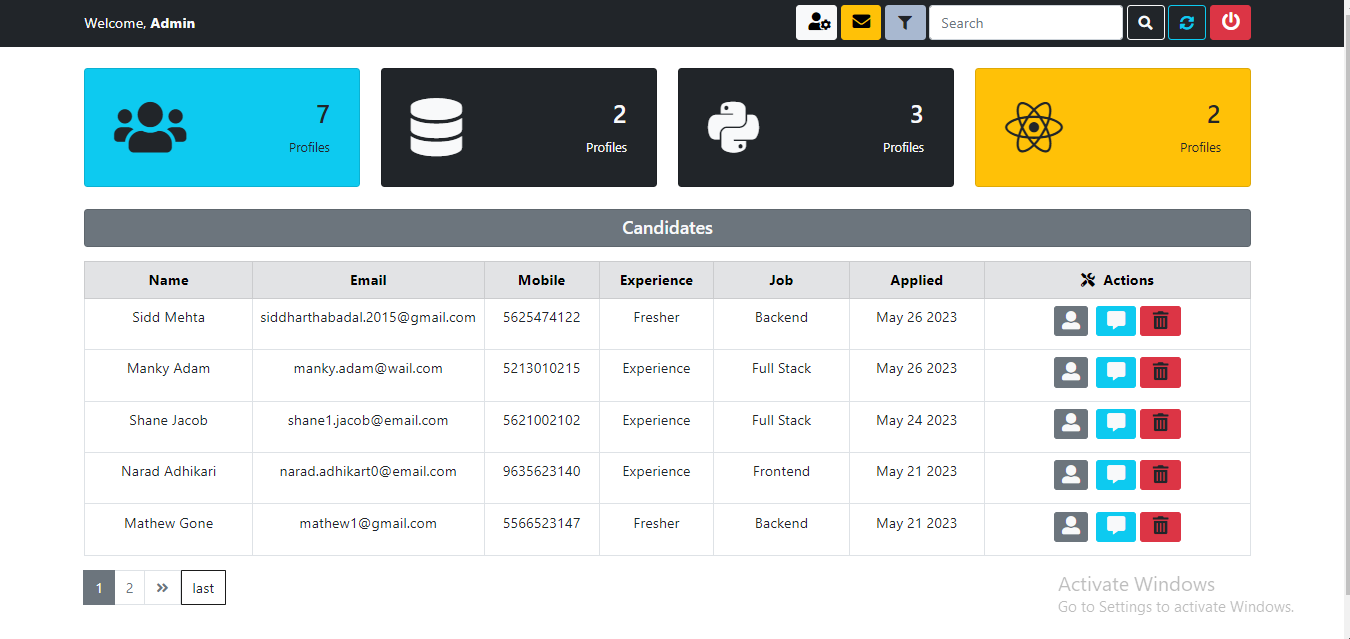 Welcome, Admin
Search
7
Profiles
2
Profiles
3
Profiles
2
Profiles
Candidates
Name Email Mobile Experience Job Applied Actions
Sidd Mehta siddharthabadal.2015@gmail.com 5625474122 Fresher Backend May 26 2023
Manky Adam manky.adam@wail.com 5213010215 Experience Full Stack May 26 2023
Shane Jacob shane1.jacob@email.com 5621002102 Experience Full Stack May 24 2023
Narad Adhikari narad.adhikart0@email.com 9635623140 Experience Frontend May 21 2023
Mathew Gone mathew1@gmail.com 5566523147 Fresher Backend May 21 2023
1 2 » last
Activate Windows
Go to Settings to activate Windows.